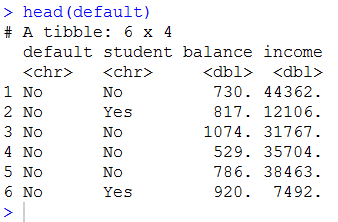 > head(default)
# A tibble: 6 x 4
  default student balance income
  <chr>   <chr>     <dbl>  <dbl>
1 No      No         730. 44362.
2 No      Yes        817. 12106.
3 No      No        1074. 31767.
4 No      No         529. 35704.
5 No      No         786. 38463.
6 No      Yes        920.  7492.
>